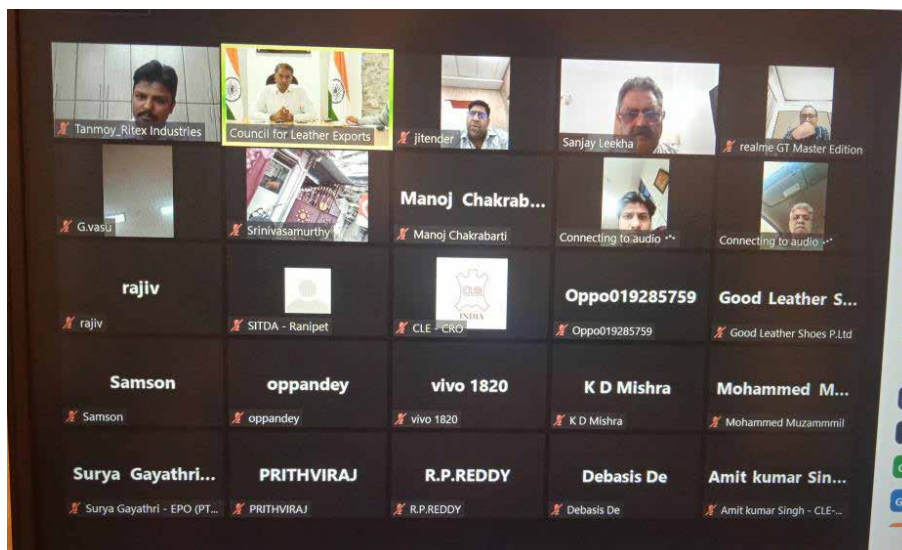 Tanmoy_Ritex Industries
Council for Leather Exports
jitender
Sanjay Leekha
realme GT Master Edition
G.vasu
Srinivasamurthy
Manoj Chakrab...
Manoj Chakrabarti
Connecting to audio ...
Connecting to audio ...
rajiv
rajiv
SITDA - Ranipet
INDIA
CLE - CRO
Oppo019285759
Oppo019285759
Good Leather S...
Good Leather Shoes P.Ltd
Samson
Samson
oppandey
oppandey
vivo 1820
vivo 1820
K D Mishra
K D Mishra
Mohammed M...
Mohammed Muzammmil
Surya Gayathri...
Surya Gayathri - EPO (PT...
PRITHVIRAJ
PRITHVIRAJ
R.P.REDDY
R.P.REDDY
Debasis De
Debasis De
Amit kumar Sin...
Amit kumar Singh - CLE-...